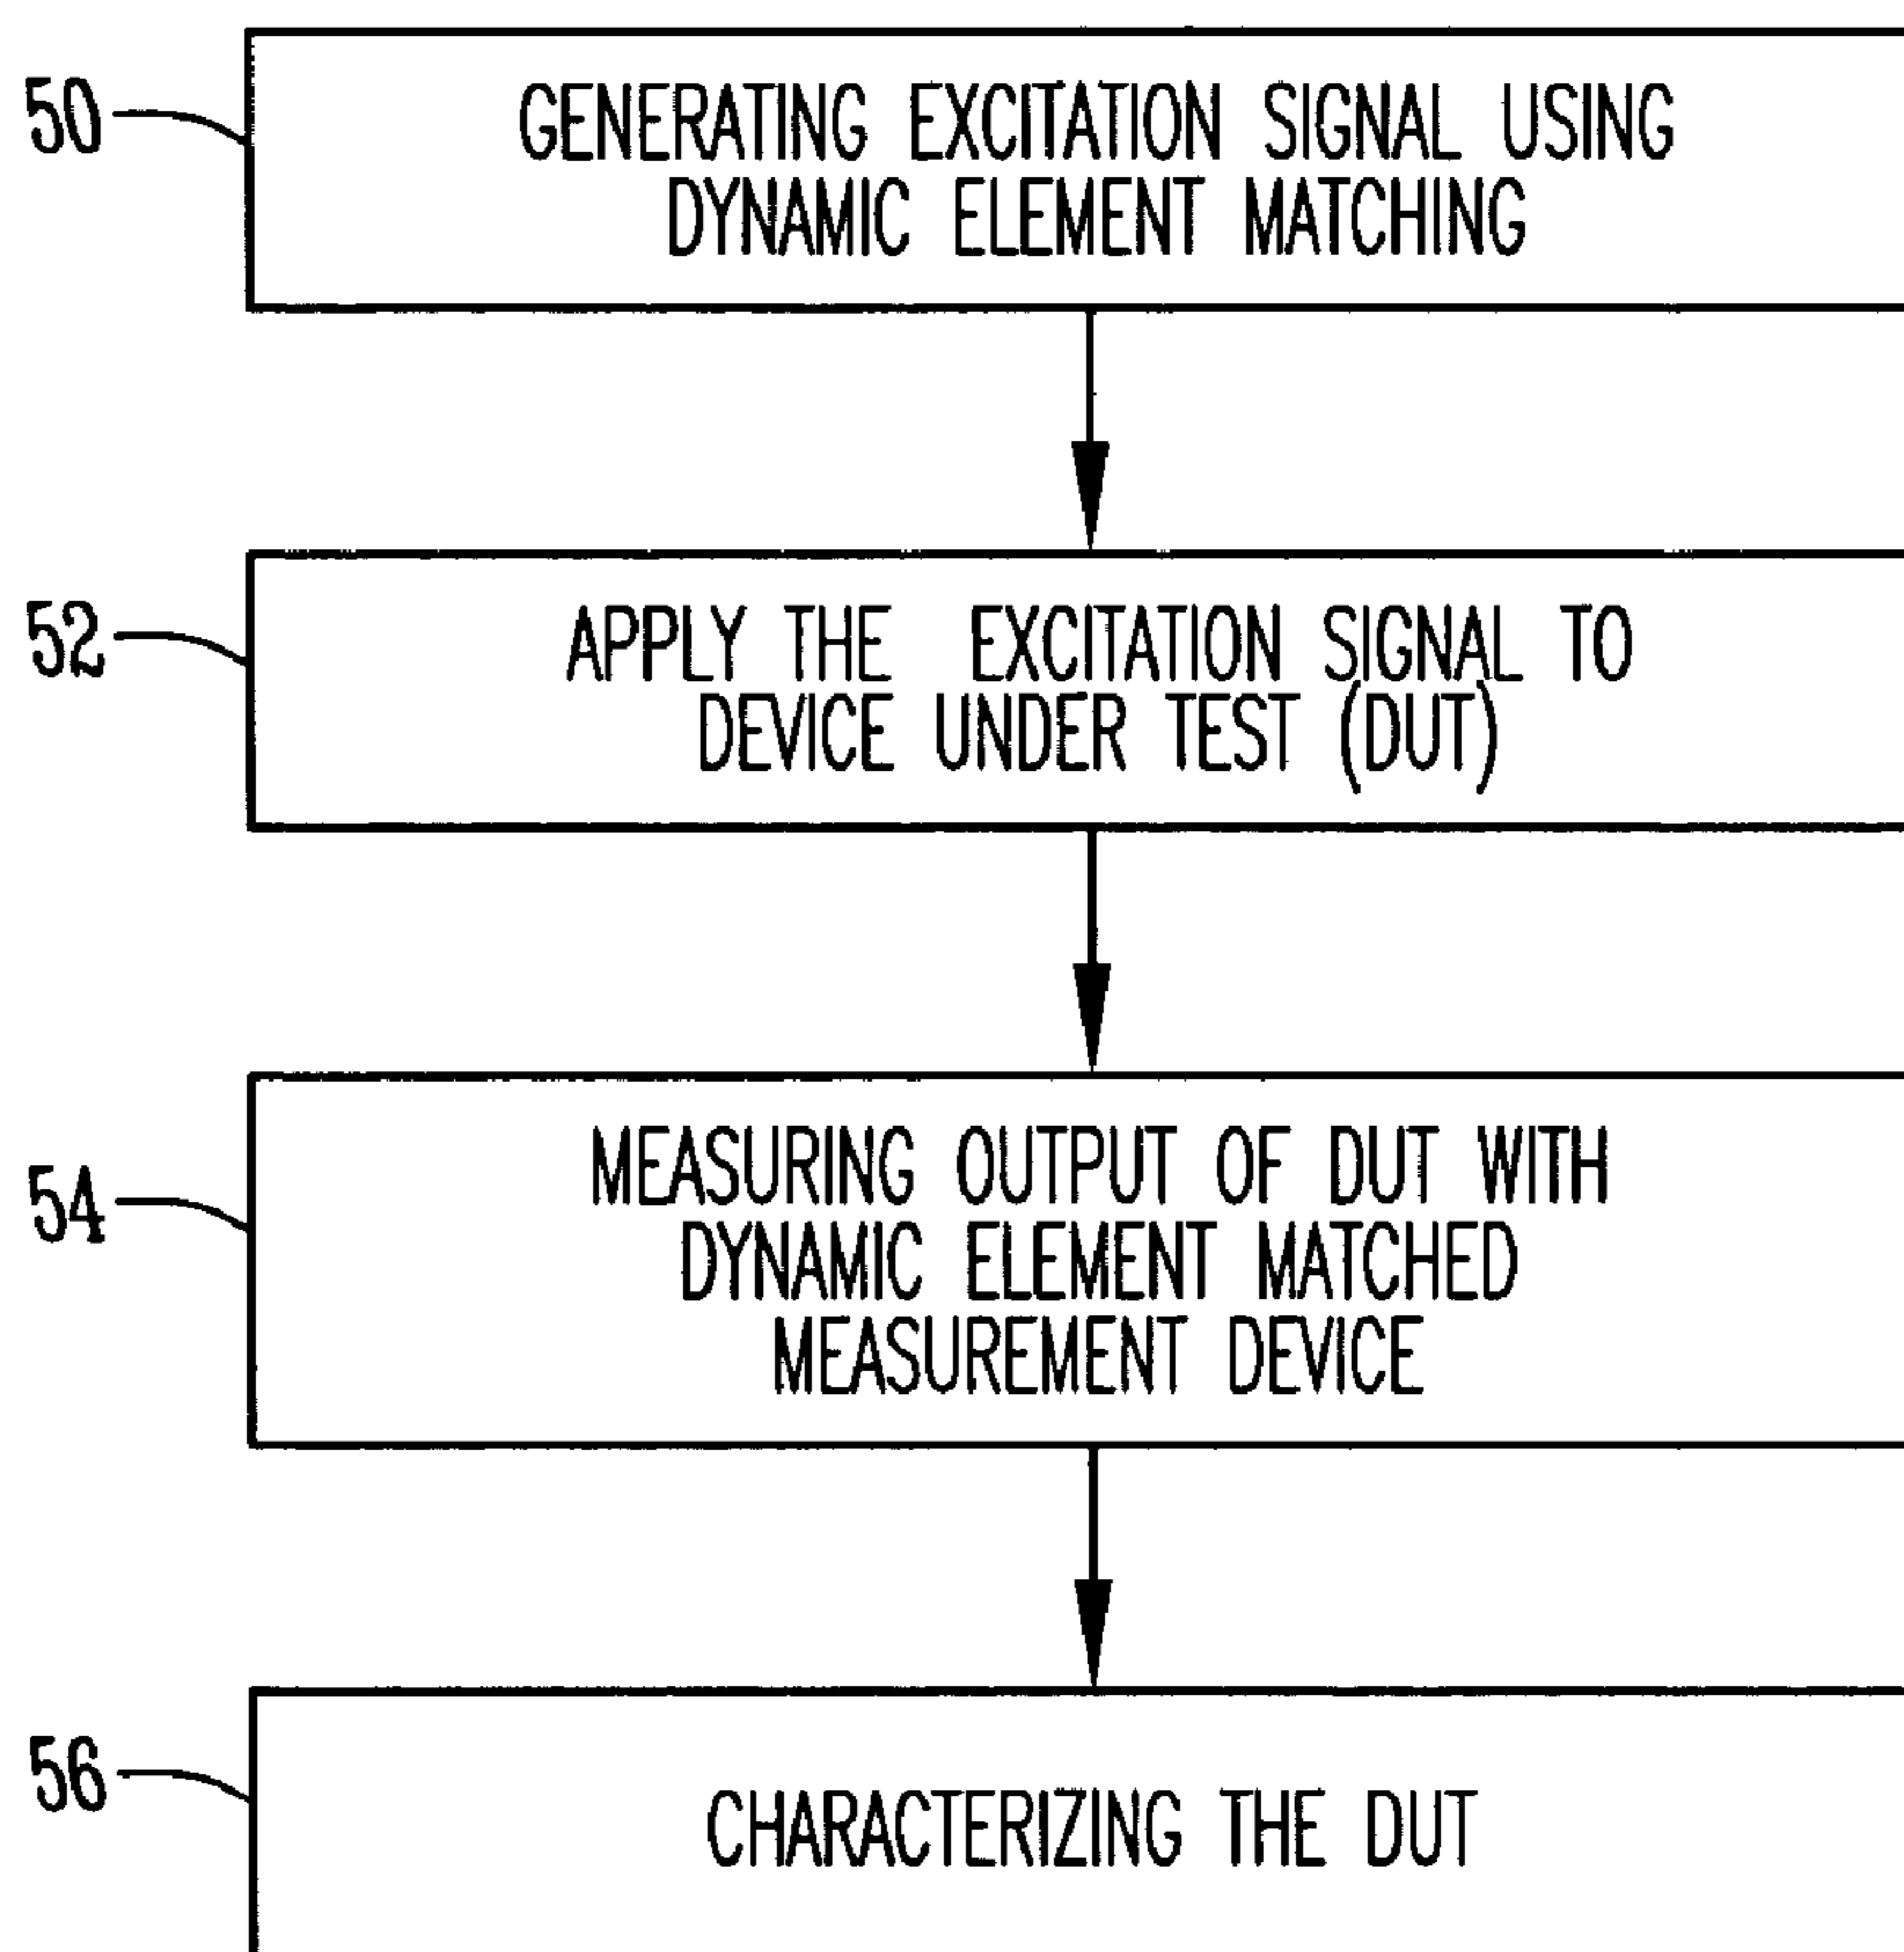 50
GENERATING EXCITATION SIGNAL USING
DYNAMIC ELEMENT MATCHING
52
APPLY THE EXCITATION SIGNAL TO
DEVICE UNDER TEST (DUT)
54
MEASURING OUTPUT OF DUT WITH
DYNAMIC ELEMENT MATCHED
MEASUREMENT DEVICE
56
CHARACTERIZING THE DUT